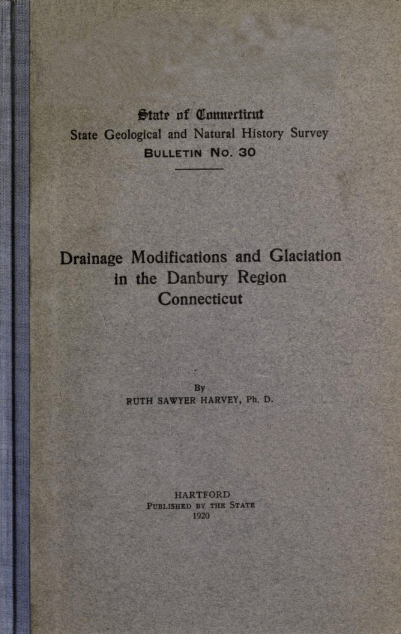 State of Connecticut
State Geological and Natural History Survey
BULLETIN NO. 30
Drainage Modifications and Glaciation
in the Danbury Region
Connecticut
By
RUTH SAWYER HARVEY, Ph. D.
HARTFORD
PUBLISHED BY THE STATE
1920